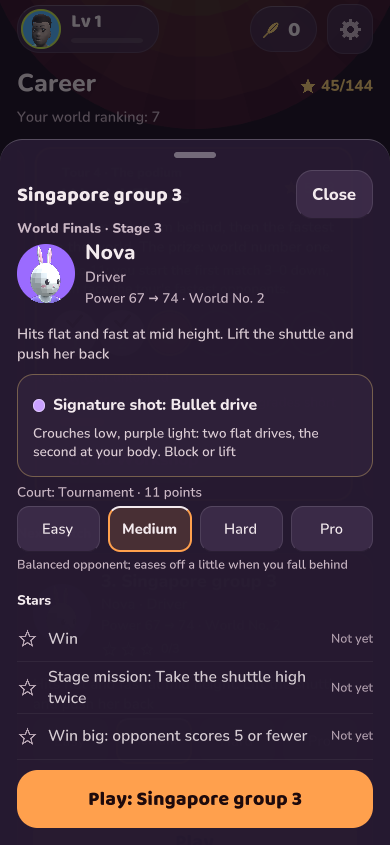 Lv 1
0
Career
45/144
Your world ranking: 7
Singapore group 3
Close
World Finals · Stage 3
Nova
Driver
Power 67 → 74 · World No. 2
Hits flat and fast at mid height. Lift the shuttle and
push her back
Signature shot: Bullet drive
Crouches low, purple light: two flat drives, the
second at your body. Block or lift
Court: Tournament · 11 points
Easy
Medium
Hard
Pro
Balanced opponent; eases off a little when you fall behind
Stars
Win
Not yet
Stage mission: Take the shuttle high
twice
Not yet
Win big: opponent scores 5 or fewer
Not yet
Play: Singapore group 3